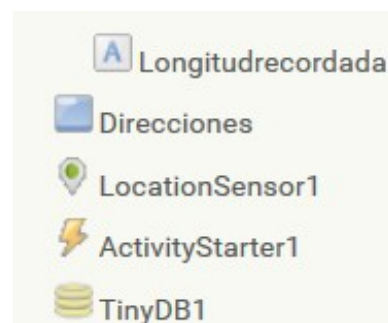 A Longitudrecordada
Direcciones
LocationSensor1
ActivityStarter1
TinyDB1